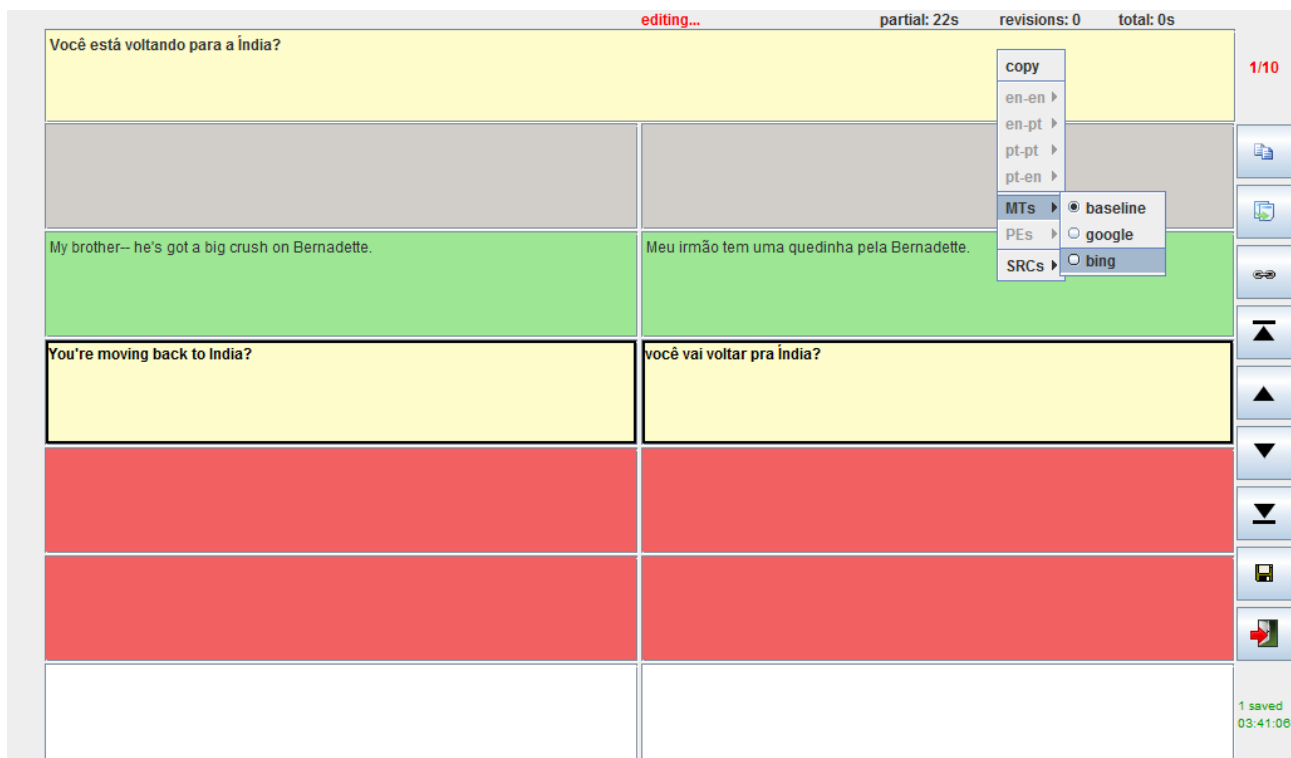 editing... partial: 22s revisions: 0 total: 0s
Você está voltando para a Índia?
1/10
copy
en-en
en-pt
pt-pt
pt-en
MTs
baseline
PEs
google
SRCs
bing
My brother-- he's got a big crush on Bernadette.
Meu irmão tem uma quedinha pela Bernadette.
You're moving back to India?
você vai voltar pra Índia?
1 saved
03:41:06